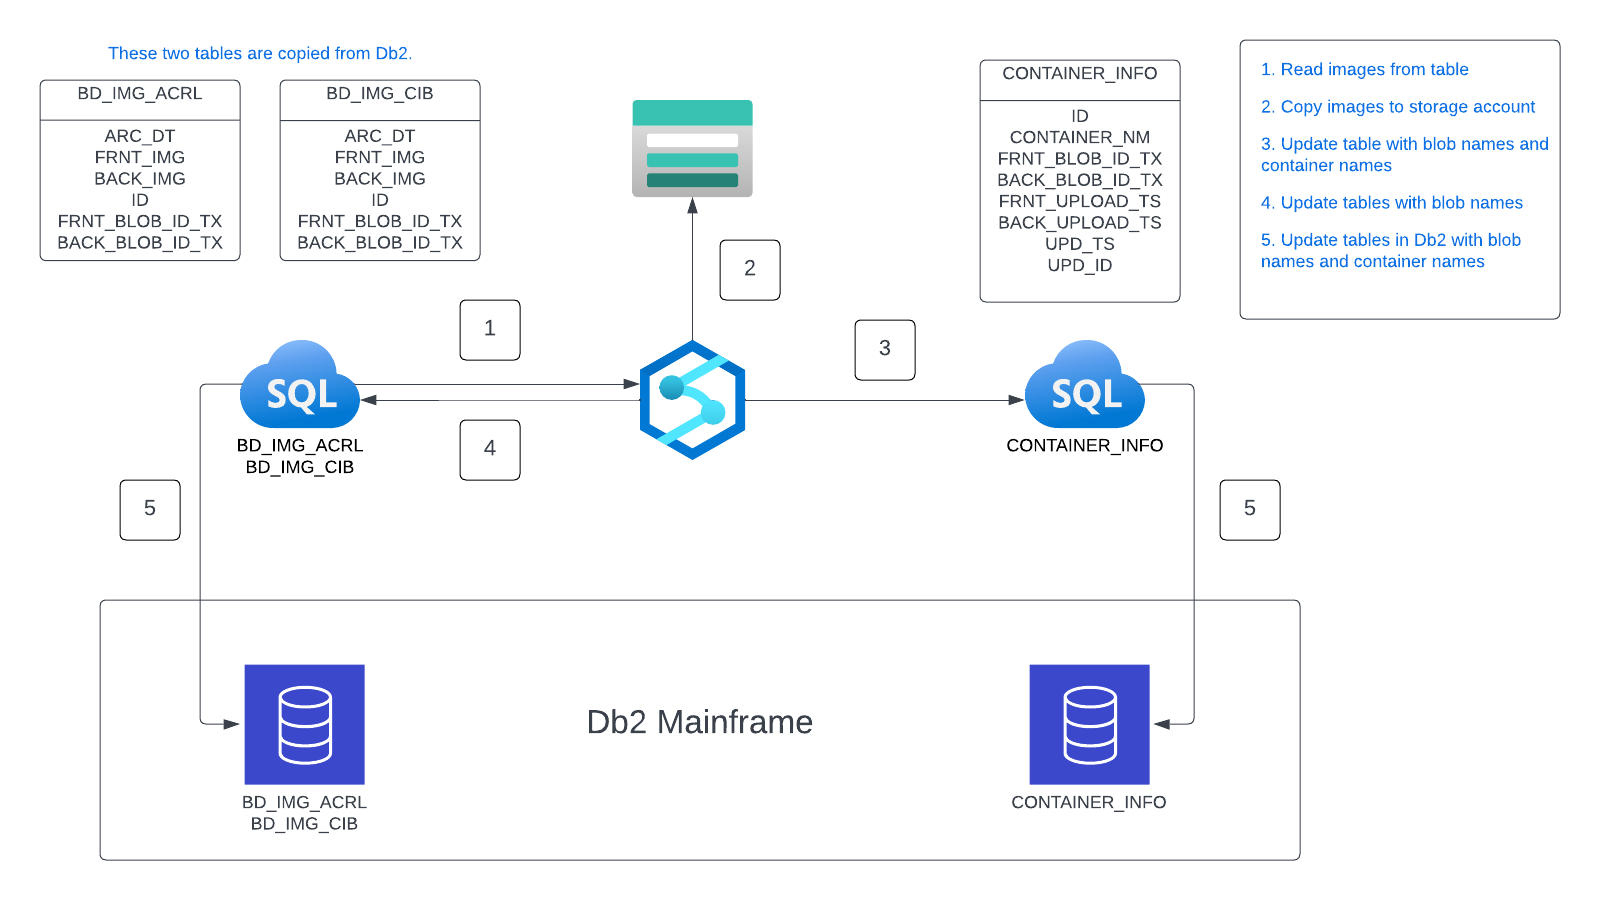 These two tables are copied from Db2.
BD_IMG_ACRL
ARC_DT
FRNT_IMG
BACK_IMG
ID
FRNT_BLOB_ID_TX
BACK_BLOB_ID_TX
BD_IMG_CIB
ARC_DT
FRNT_IMG
BACK_IMG
ID
FRNT_BLOB_ID_TX
BACK_BLOB_ID_TX
CONTAINER_INFO
ID
CONTAINER_NM
FRNT_BLOB_ID_TX
BACK_BLOB_ID_TX
FRNT_UPLOAD_TS
BACK_UPLOAD_TS
UPD_TS
UPD_ID
1. Read images from table
2. Copy images to storage account
3. Update table with blob names and
container names
4. Update tables with blob names
5. Update tables in Db2 with blob
names and container names
2
1
3
SQL
BD_IMG_ACRL
BD_IMG_CIB
4
SQL
CONTAINER_INFO
5
5
Db2 Mainframe
BD_IMG_ACRL
BD_IMG_CIB
CONTAINER_INFO